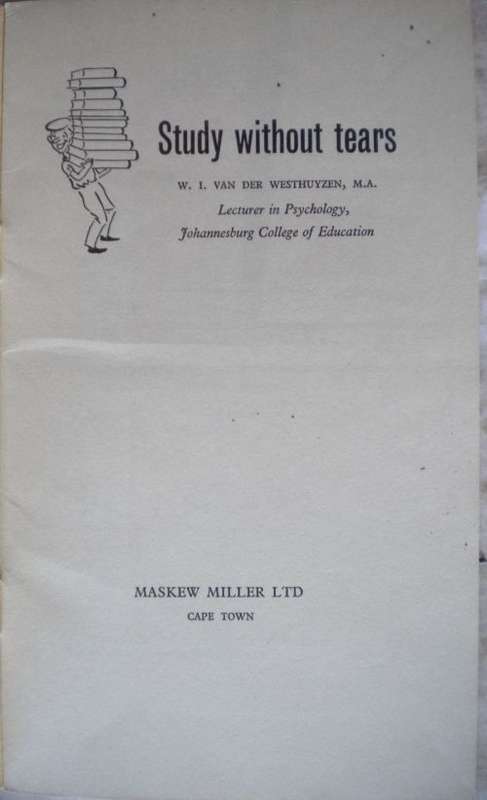 Study without tears
W. I. VAN DER WESTHUYZEN, M.A.
Lecturer in Psychology,
Johannesburg College of Education
MASKEW MILLER LTD
CAPE TOWN